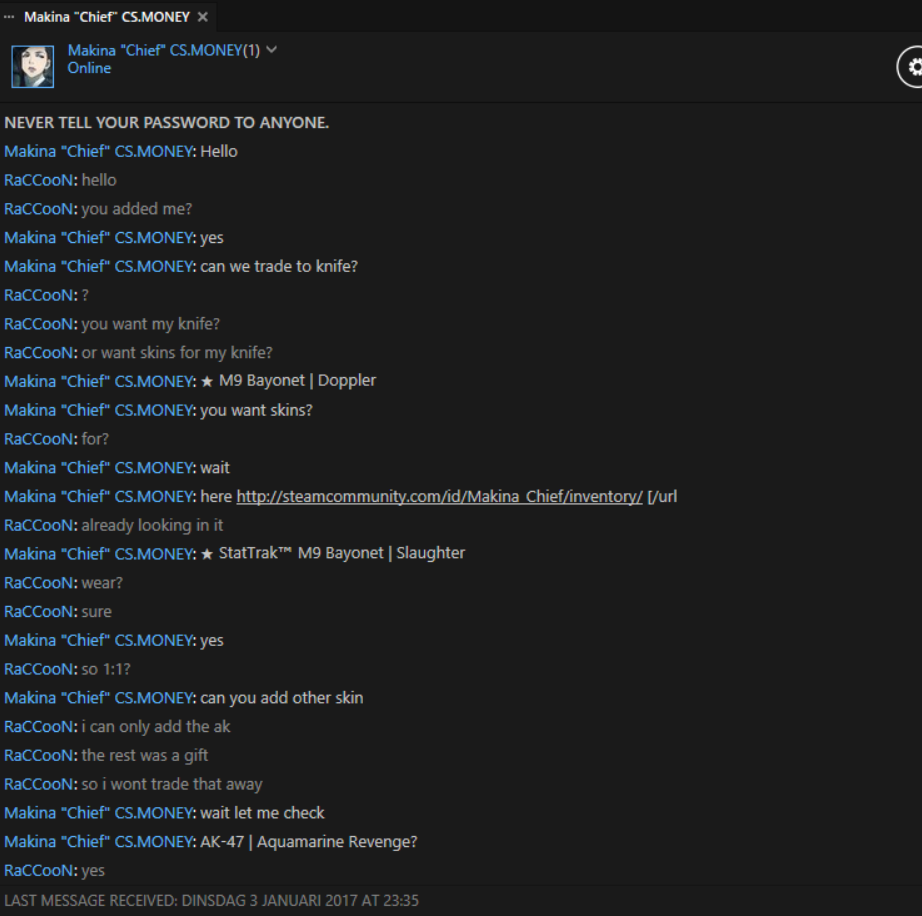 ··· Makina "Chief" CS.MONEY ×
Makina "Chief" CS.MONEY(1)
Online
NEVER TELL YOUR PASSWORD TO ANYONE.
Makina "Chief" CS.MONEY: Hello
RaCCooN: hello
RaCCooN: you added me?
Makina "Chief" CS.MONEY: yes
Makina "Chief" CS.MONEY: can we trade to knife?
RaCCooN: ?
RaCCooN: you want my knife?
RaCCooN: or want skins for my knife?
Makina "Chief" CS.MONEY: ★ M9 Bayonet | Doppler
Makina "Chief" CS.MONEY: you want skins?
RaCCooN: for?
Makina "Chief" CS.MONEY: wait
Makina "Chief" CS.MONEY: here http://steamcommunity.com/id/Makina_Chief/inventory/ [/url
RaCCooN: already looking in it
Makina "Chief" CS.MONEY: ★ StatTrak™ M9 Bayonet | Slaughter
RaCCooN: wear?
RaCCooN: sure
Makina "Chief" CS.MONEY: yes
RaCCooN: so 1:1?
Makina "Chief" CS.MONEY: can you add other skin
RaCCooN: i can only add the ak
RaCCooN: the rest was a gift
RaCCooN: so i wont trade that away
Makina "Chief" CS.MONEY: wait let me check
Makina "Chief" CS.MONEY: AK-47 | Aquamarine Revenge?
RaCCooN: yes
LAST MESSAGE RECEIVED: DINSDAG 3 JANUARI 2017 AT 23:35